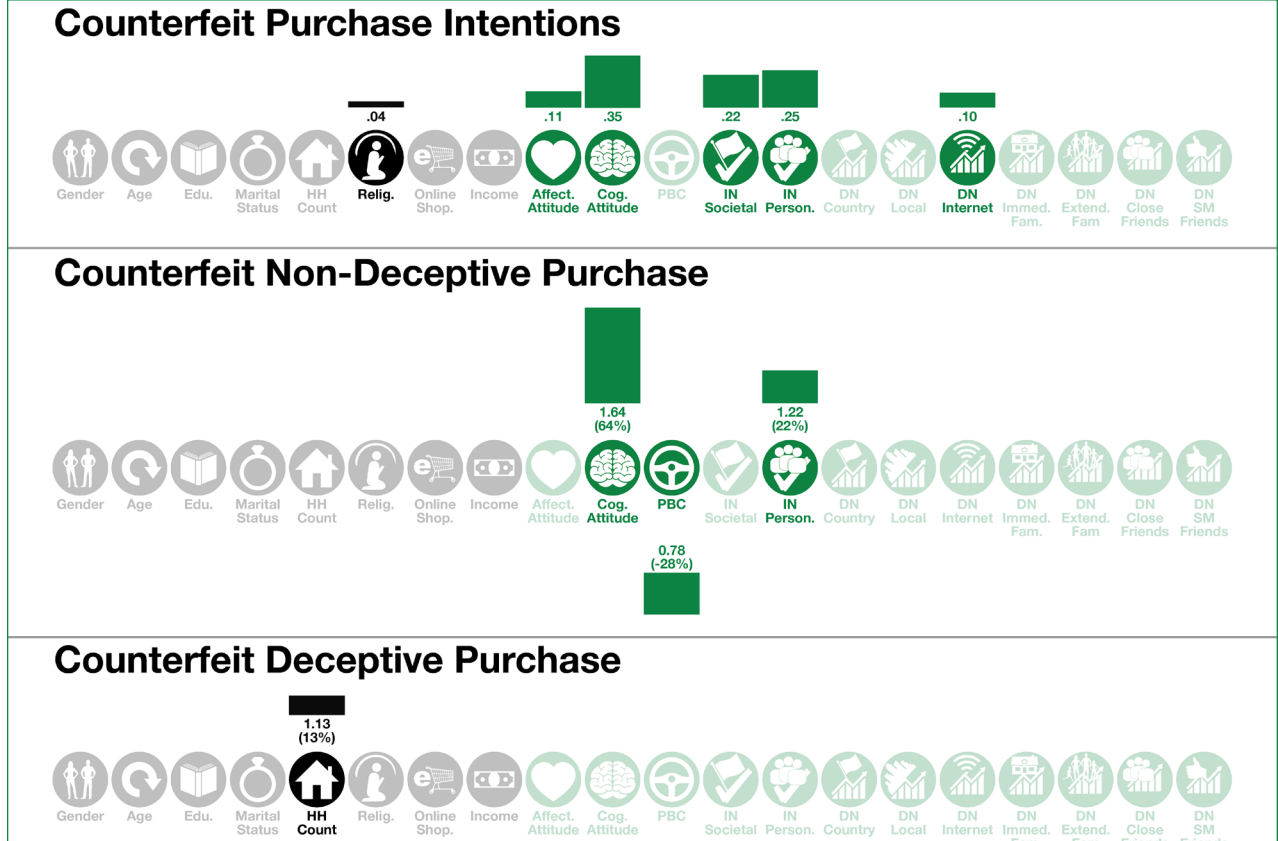 Counterfeit Purchase Intentions
.04 .11 .35 .22 .25 .10
Gender Age Edu. Marital Status HH Count Relig. Online Shop. Income Affect. Attitude Cog. Attitude PBC IN Societal IN Person. DN Country DN Local DN Internet DN Immed. Fam. DN Extend. Fam DN Close Friends DN SM Friends
Counterfeit Non-Deceptive Purchase
1.64 1.22
(64%) (22%)
e
Gender Age Edu. Marital Status HH Count Relig. Online Shop. Income Affect. Attitude Cog. Attitude PBC IN Societal IN Person. DN Country DN Local DN Internet DN Immed. Fam. DN Extend. Fam DN Close Friends DN SM Friends
0.78
(-28%)
Counterfeit Deceptive Purchase
1.13
(13%)
e
Gender Age Edu. Marital Status HH Count Relig. Online Shop. Income Affect. Attitude Cog. Attitude PBC IN Societal IN Person. DN Country DN Local DN Internet DN Immed. DN Extend. DN Close DN SM